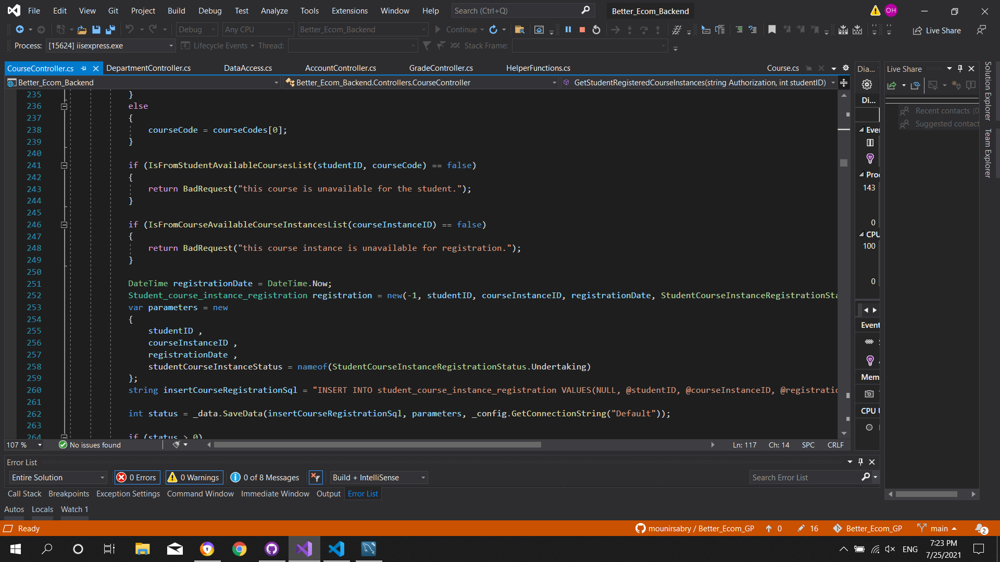 File Edit View Git Project Build Debug Test Analyze Tools Extensions Window Help Search (Ctrl+Q) Better_Ecom_Backend OH
Debug Any CPU Better_Ecom_Backend Continue Live Share
Process: [15624] iisexpress.exe Lifecycle Events Thread: Stack Frame:
CourseController.cs DepartmentController.cs DataAccess.cs AccountController.cs GradeController.cs HelperFunctions.cs Course.cs
Better_Ecom_Backend Better_Ecom_Backend.Controllers.CourseController GetStudentRegisteredCourseInstances(string Authorization, int studentID)
235 }
236 else
237 {
238 courseCode = courseCodes[0];
239 }
240
241 if (IsFromStudentAvailableCoursesList(studentID, courseCode) == false)
242 {
243 return BadRequest("this course is unavailable for the student.");
244 }
245
246 if (IsFromCourseAvailableCourseInstancesList(courseInstanceID) == false)
247 {
248 return BadRequest("this course instance is unavailable for registration.");
249 }
250
251 DateTime registrationDate = DateTime.Now;
252 Student_course_instance_registration registration = new(-1, studentID, courseInstanceID, registrationDate, StudentCourseInstanceRegistrationSta
253 var parameters = new
254 {
255 studentID ,
256 courseInstanceID ,
257 registrationDate ,
258 studentCourseInstanceStatus = nameof(StudentCourseInstanceRegistrationStatus.Undertaking)
259 };
260 string insertCourseRegistrationSql = "INSERT INTO student_course_instance_registration VALUES(NULL, @studentID, @courseInstanceID, @registratio
261
262 int status = _data.SaveData(insertCourseRegistrationSql, parameters, _config.GetConnectionString("Default"));
263
264 if (status > 0)
107 % No issues found Ln: 117 Ch: 14 SPC CRLF
Dia...
Di...
Eve
Proc
143
0
CPU
100
0
Event
Mem
CPU U
Live Share
Recent contacts (0
Suggested contact
Solution Explorer
Team Explorer
Error List
Entire Solution 0 Errors 0 Warnings 0 of 8 Messages Build + IntelliSense Search Error List
Call Stack Breakpoints Exception Settings Command Window Immediate Window Output Error List
Autos Locals Watch 1
Ready mounirsabry / Better_Ecom_GP 0 16 Better_Ecom_GP main 2
ENG 7:23 PM
7/25/2021